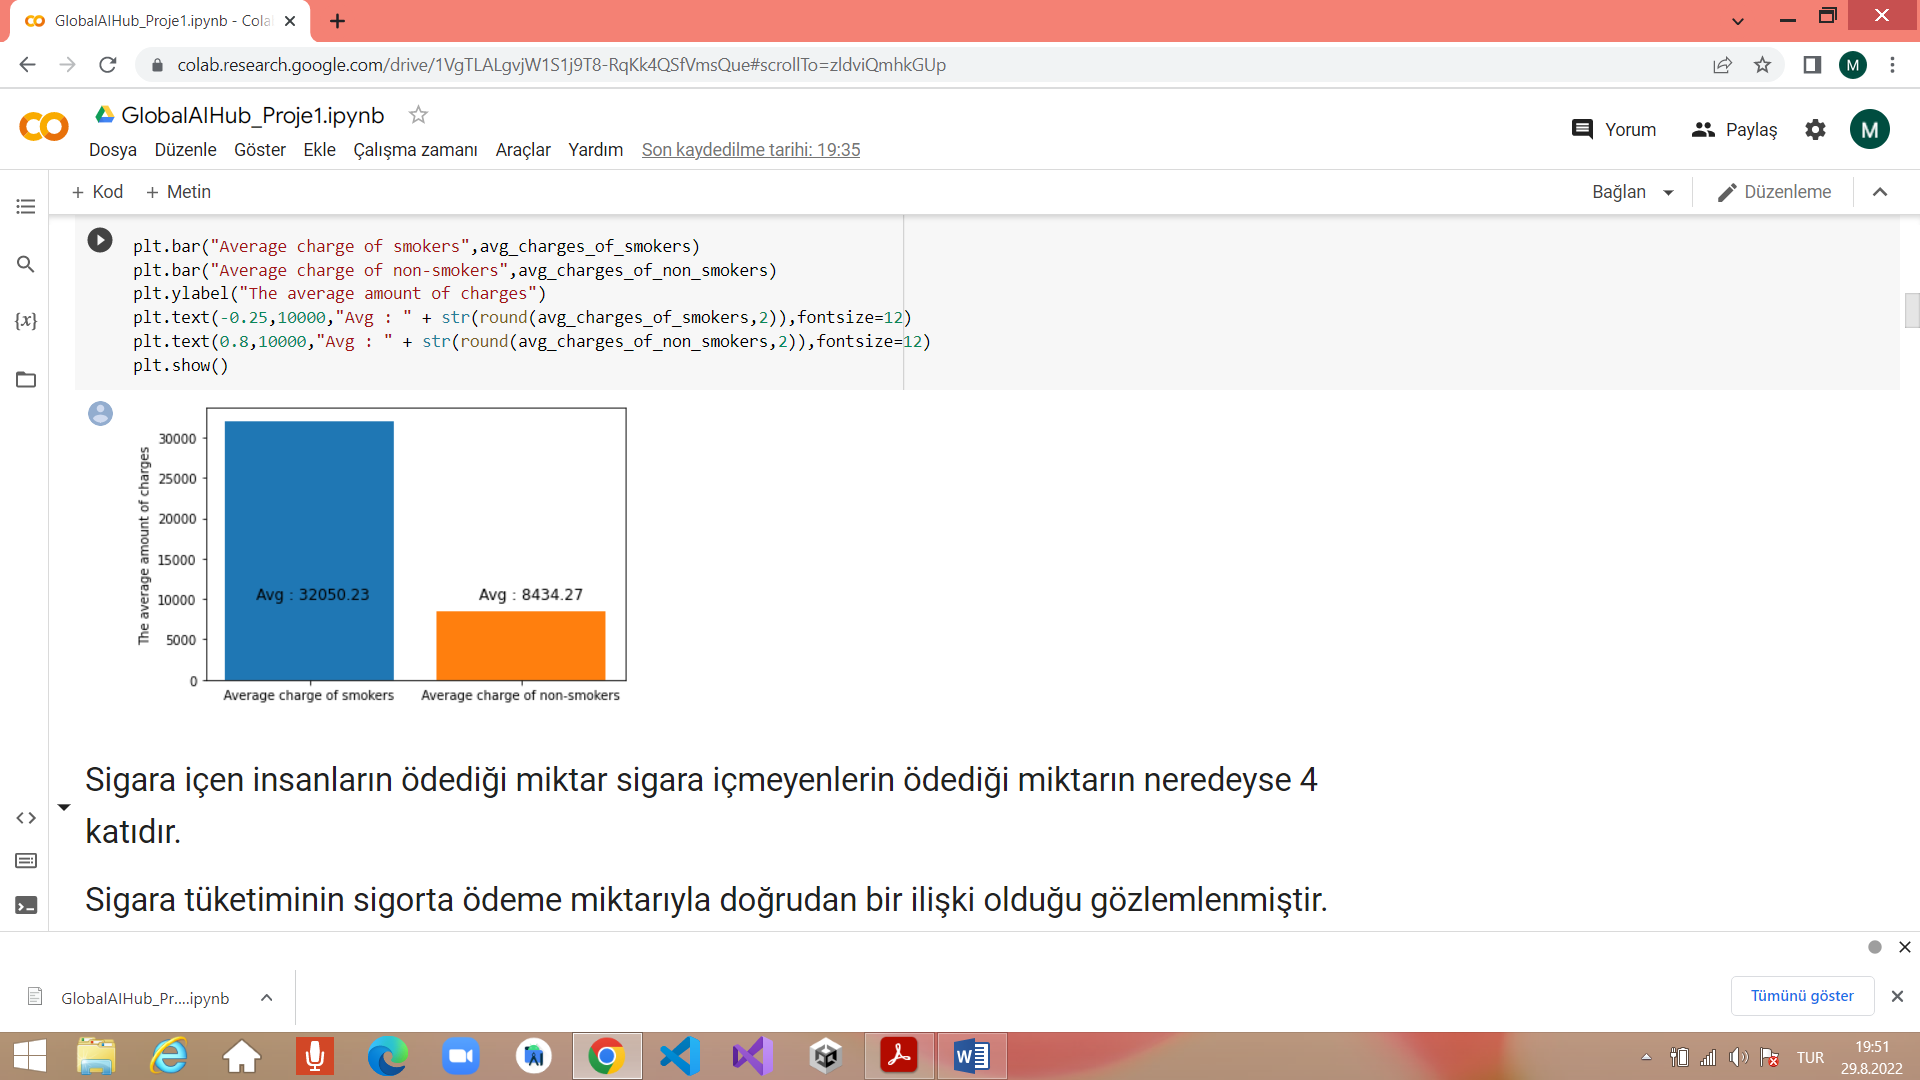 GlobalAIHub_Proje1.ipynb - Cola
colab.research.google.com/drive/1VgTLALgvjW1S1j9T8-RqKk4QSfVmsQue#scrollTo=zldviQmhkGUp
M
GlobalAIHub_Proje1.ipynb
Dosya Düzenle Göster Ekle Çalışma zamanı Araçlar Yardım Son kaydedilme tarihi: 19:35
Yorum Paylaş M
+ Kod + Metin
Bağlan Düzenleme
plt.bar("Average charge of smokers",avg_charges_of_smokers)
plt.bar("Average charge of non-smokers",avg_charges_of_non_smokers)
plt.ylabel("The average amount of charges")
plt.text(-0.25,10000,"Avg : " + str(round(avg_charges_of_smokers,2)),fontsize=12)
plt.text(0.8,10000,"Avg : " + str(round(avg_charges_of_non_smokers,2)),fontsize=12)
plt.show()
{x}
The average amount of charges
30000
25000
20000
15000
10000
5000
0
Avg : 32050.23
Avg : 8434.27
Average charge of smokers
Average charge of non-smokers
Sigara içen insanların ödediği miktar sigara içmeyenlerin ödediği miktarın neredeyse 4
katıdır.
Sigara tüketiminin sigorta ödeme miktarıyla doğrudan bir ilişki olduğu gözlemlenmiştir.
GlobalAIHub_Pr....ipynb
Tümünü göster
TUR
19:51
29.8.2022